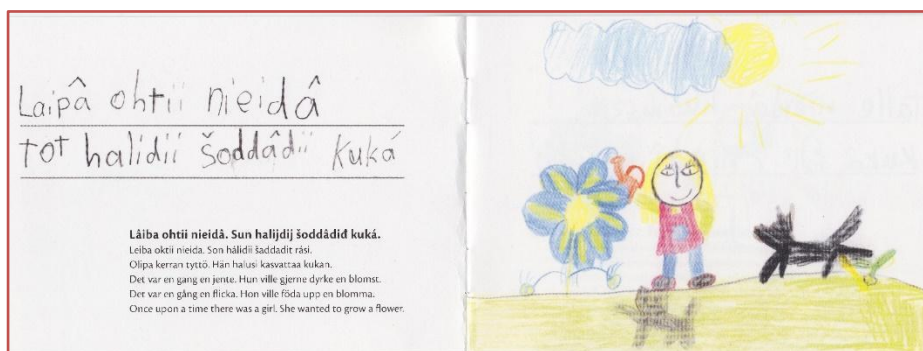 Laipâ ohtii nieidâ
tot halidii šoddâdii kuká
Lâiba ohtii nieidâ. Sun halijdij šoddâdiđ kuká.
Leiba oktii nieida. Son hálidii šaddadit rási.
Olipa kerran tyttö. Hän halusi kasvattaa kukan.
Det var en gang en jente. Hun ville gjerne dyrke en blomst.
Det var en gång en flicka. Hon ville föda upp en blomma.
Once upon a time there was a girl. She wanted to grow a flower.